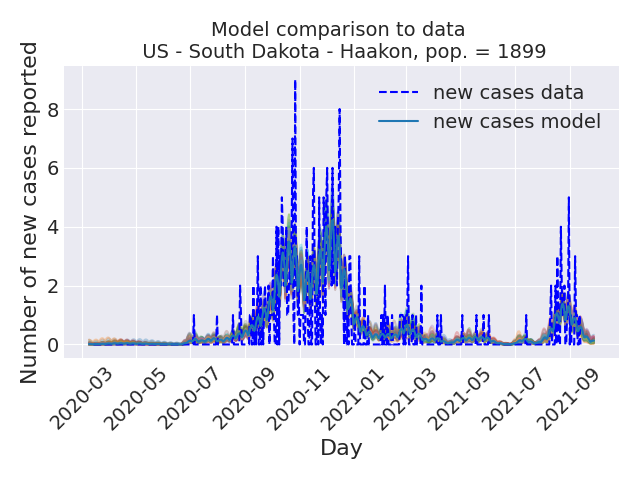 Model comparison to data
US - South Dakota - Haakon, pop. = 1899
Number of new cases reported
8
6
4
2
0
new cases data
new cases model
2020-03
2020-05
2020-07
2020-09
2020-11
2021-01
2021-03
2021-05
2021-07
2021-09
Day